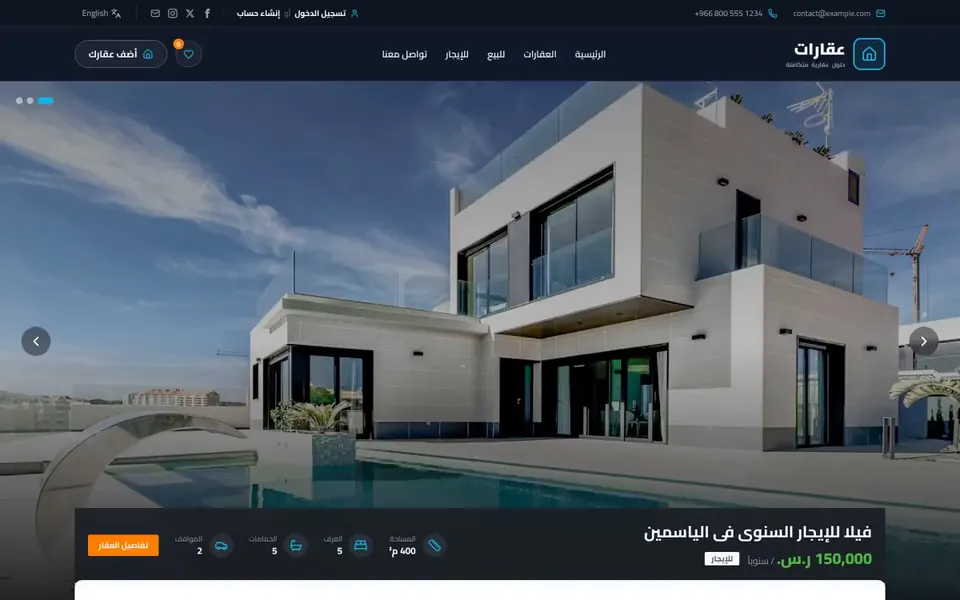 contact@example.com
+966 800 555 1234
تسجيل الدخول أو إنشاء حساب
English
عقارات
حلول عقارية متكاملة
الرئيسية
العقارات
للبيع
للإيجار
تواصل معنا
0
أضف عقارك
فيلا للإيجار السنوي في الياسمين
150,000 ر.س. / سنوياً
للإيجار
المساحة
400 م²
الغرف
5
الحمامات
5
المواقف
2
تفاصيل العقار